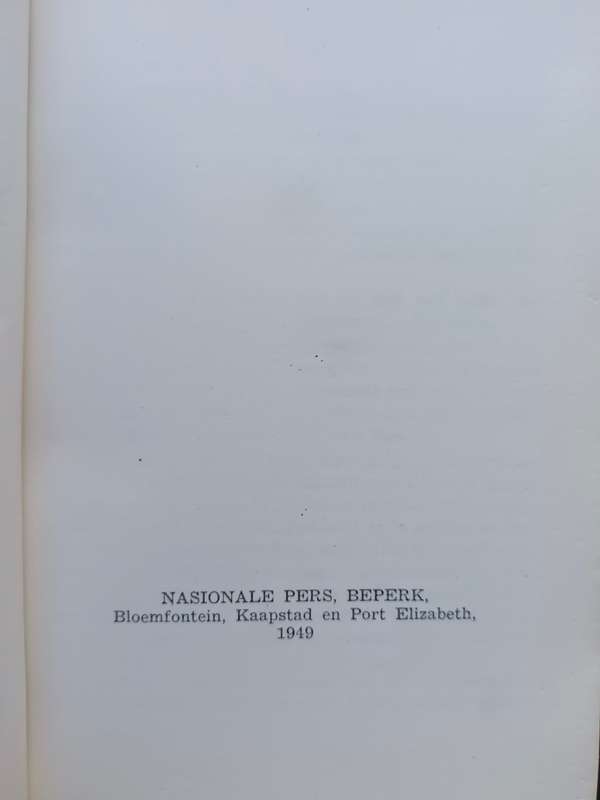 NASIONALE PERS, BEPERK,
Bloemfontein, Kaapstad en Port Elizabeth,
1949